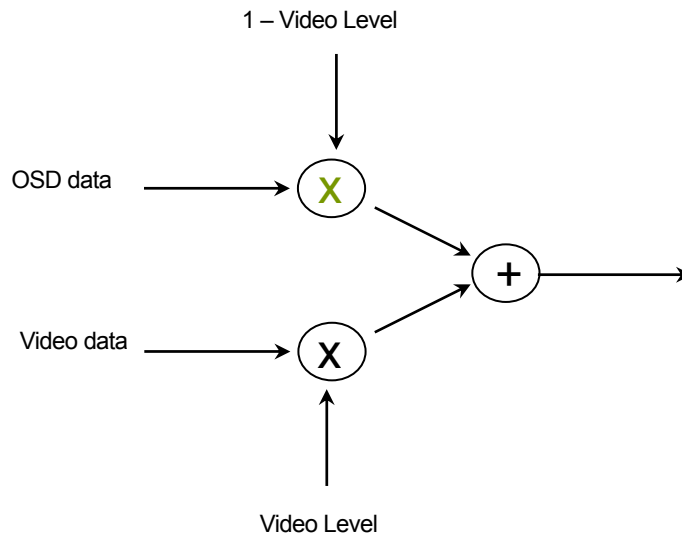 1 – Video Level
OSD data
X
+
Video data
X
Video Level